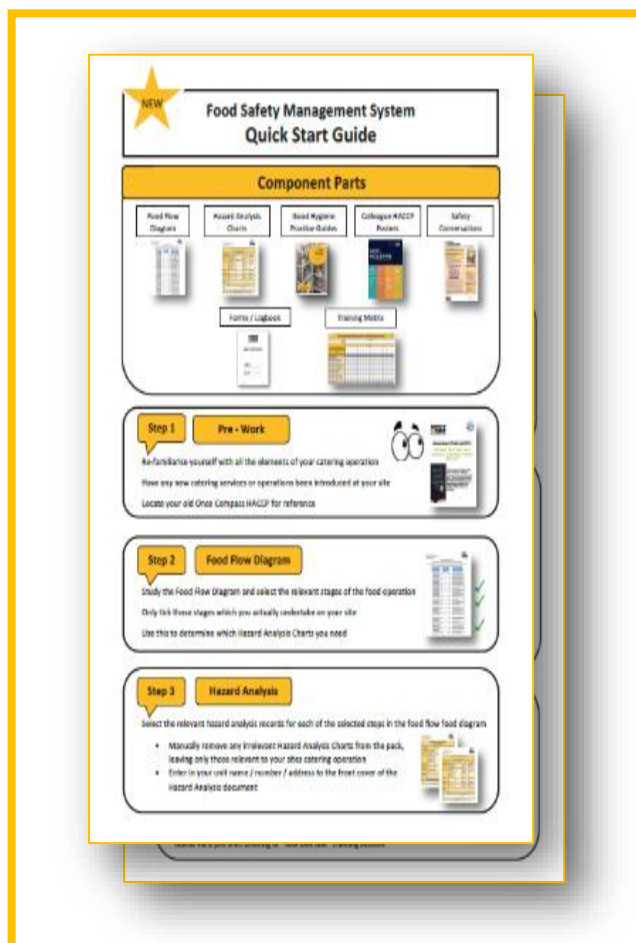 NEW
Food Safety Management System
Quick Start Guide
Component Parts
Food Flow
Diagram
Hazard Analysis
Charts
Good Hygiene
Practice Guides
Colleague HACCP
Posters
Safety
Conversations
Forms / Logbook
Training Matrix
Step 1
Pre - Work
Re-familiarise yourself with all the elements of your catering operation
Have any new catering services or operations been introduced at your site
Locate your old Once Compass HACCP for reference
Step 2
Food Flow Diagram
Study the Food Flow Diagram and select the relevant stages of the food operation
Only tick those stages which you actually undertake on your site
Use this to determine which Hazard Analysis Charts you need
Step 3
Hazard Analysis
Select the relevant hazard analysis records for each of the selected steps in the food flow food diagram
• Manually remove any irrelevant Hazard Analysis Charts from the pack,
leaving only those relevant to your sites catering operation
• Enter in your unit name / number / address to the front cover of the
Hazard Analysis document